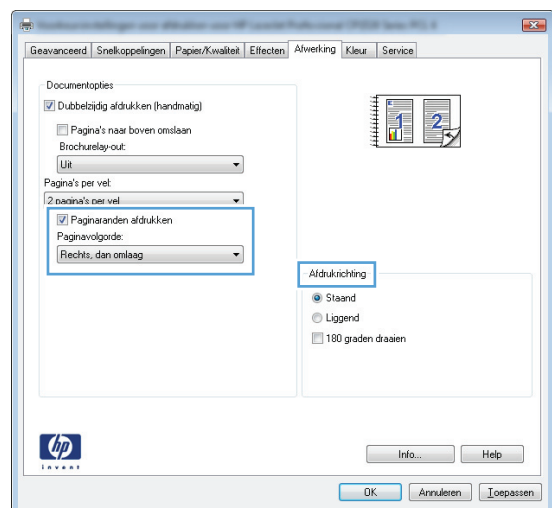 Geavanceerd Snelkoppelingen Papier/Kwaliteit Effecten Afwerking Kleur Service
Documentopties
Dubbelzijdig afdrukken (handmatig)
Pagina's naar boven omslaan
Brochurelay-out:
Uit
Pagina's per vel:
2 pagina's per vel
Paginaranden afdrukken
Paginavolgorde:
Rechts, dan omlaag
1 2
Afdrukrichting
Staand
Liggend
180 graden draaien
hp
invent
Info... Help
OK Annuleren Toepassen